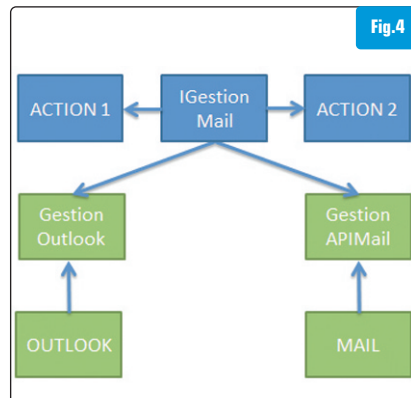 Fig.4
ACTION 1
IGestion
Mail
ACTION 2
Gestion
Outlook
Gestion
APIMail
OUTLOOK
MAIL